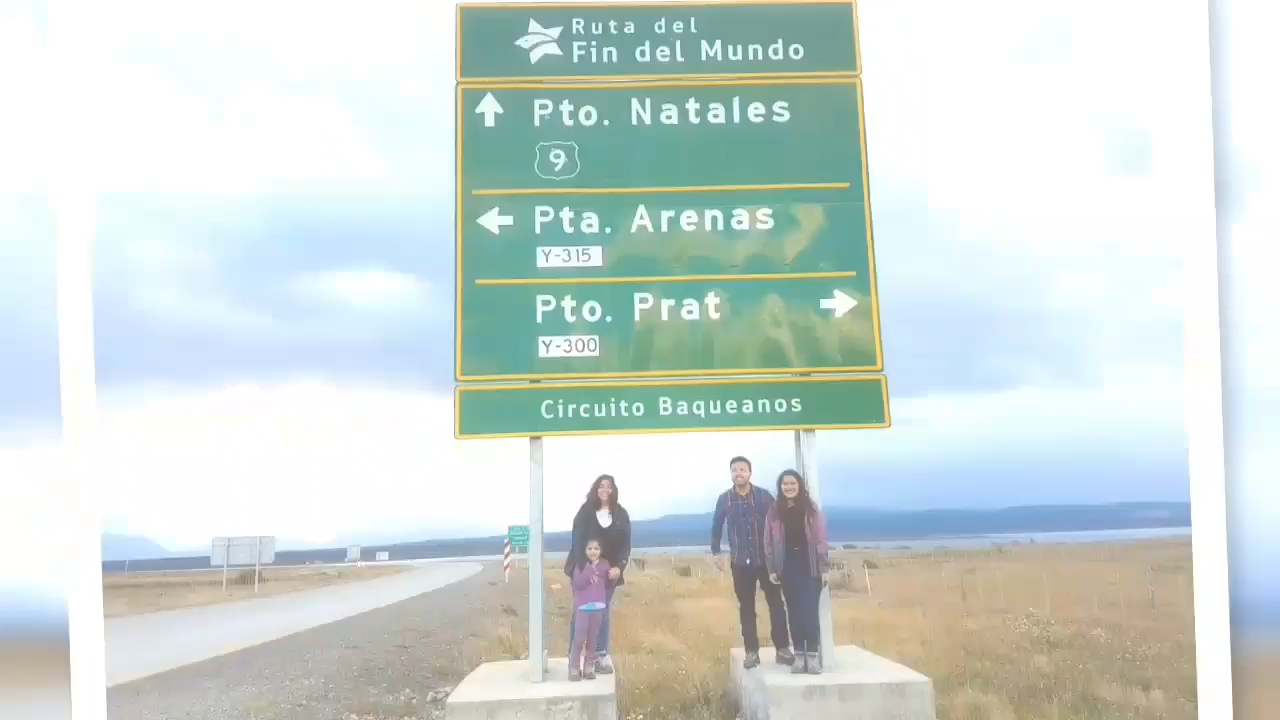 Ruta del
Fin del Mundo
Pto. Natales
9
Pta. Arenas
Y-315
Pto. Prat
Y-300
Circuito Baqueanos